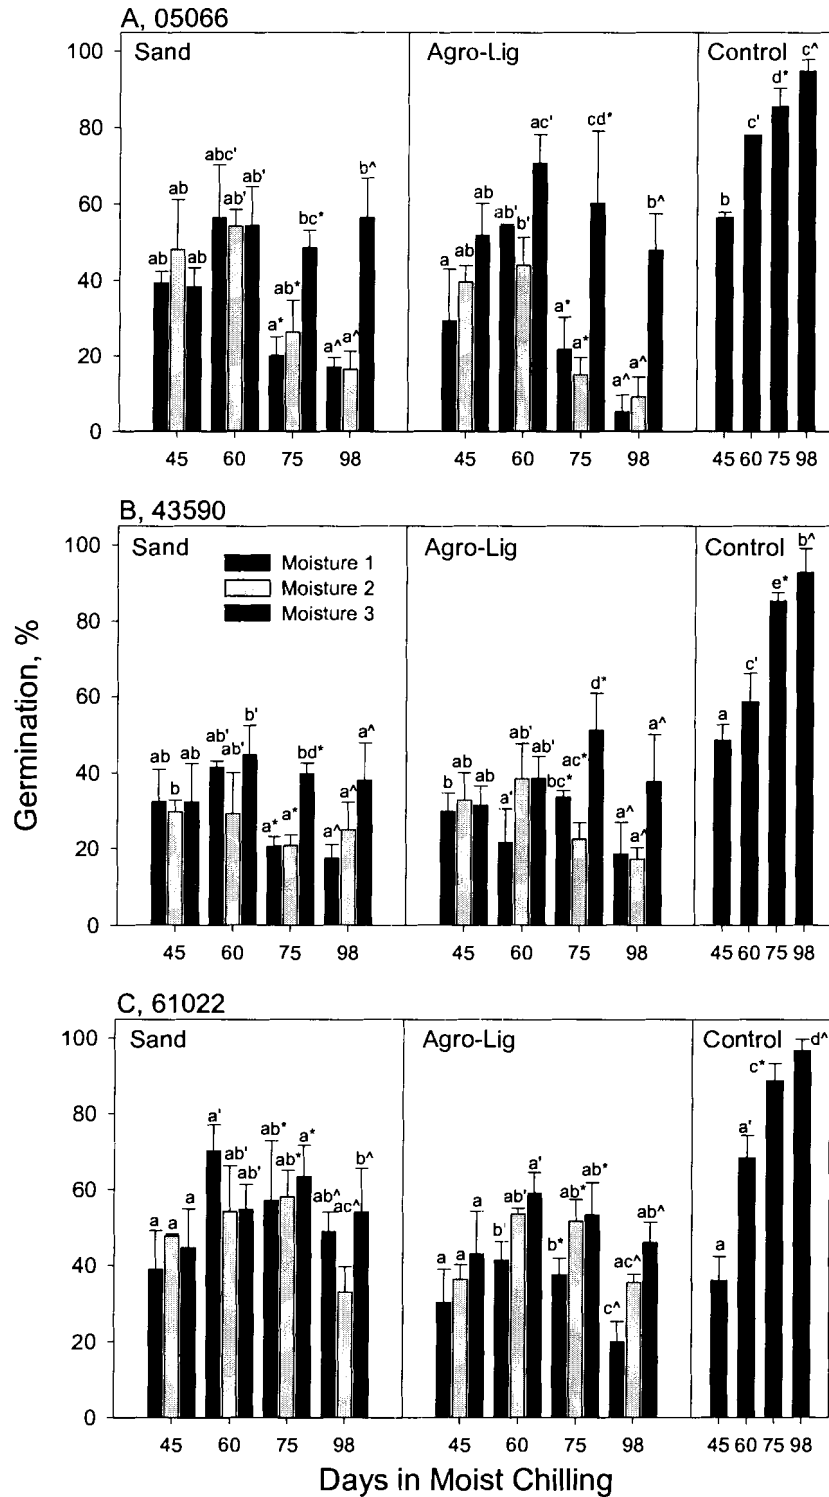 A, 05066
Sand Agro-Lig Control
100
80
60
40
20
0
ab ab ab abc' ab' ab' a* ab* bc* a^ a^ b^
a ab ab ab' b' ac' a* a* cd* a^ a^ b^
b c' d* c^
45 60 75 98 45 60 75 98 45 60 75 98
B, 43590
Sand Agro-Lig Control
Moisture 1
Moisture 2
Moisture 3
100
80
60
40
20
0
ab b ab ab' ab' b' a* a* bd* a^ a^ a^
b ab ab a' ab' ab' bc* ac* d* a^ a^ a^
a c' e* b^
45 60 75 98 45 60 75 98 45 60 75 98
Germination, %
C, 61022
Sand Agro-Lig Control
100
80
60
40
20
0
a a a a' ab' ab' ab* ab* a* ab^ ac^ b^
a a a b' ab' a' b* ab* ab* c^ ac^ ab^
a a' c* d^
45 60 75 98 45 60 75 98 45 60 75 98
Days in Moist Chilling